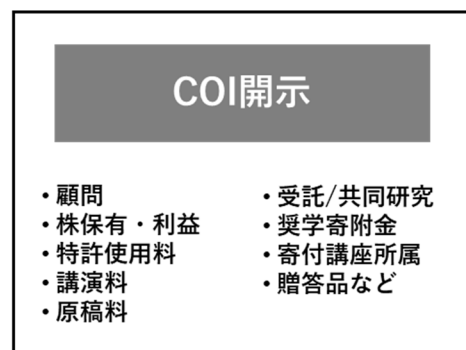 COI開示
・顧問
・株保有・利益
・特許使用料
・講演料
・原稿料
・受託/共同研究
・奨学寄附金
・寄付講座所属
・贈答品など